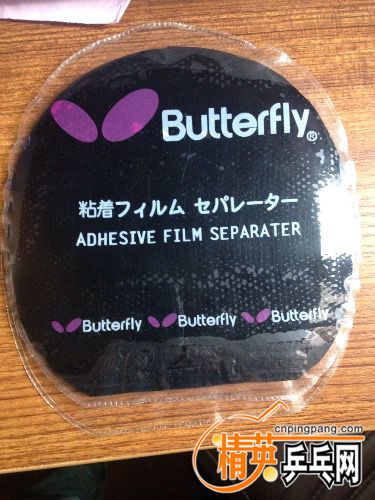 Butterfly®
粘着フィルム セパレーター
ADHESIVE FILM SEPARATER
Butterfly Butterfly Butterfly
cnpingpang.com
精英乒乓网